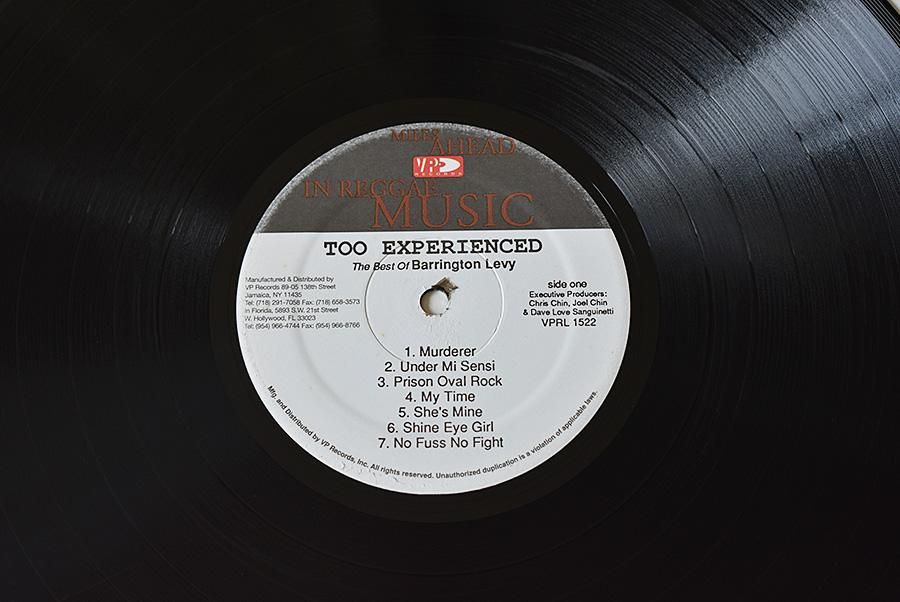 MILES
AHEAD
VP
RECORDS
IN REGGAE
MUSIC
TOO EXPERIENCED
The Best Of Barrington Levy
Manufactured & Distributed by
VP Records 89-05 138th Street
Jamaica, NY 11435
Tel: (718) 291-7058 Fax: (718) 658-3573
in Florida, 5893 S.W. 21st Street
W. Hollywood, FL 33023
Tel: (954) 966-4744 Fax: (954) 966-8766
side one
Executive Producers:
Chris Chin, Joel Chin
& Dave Love Sanguinetti
VPRL 1522
1. Murderer
2. Under Mi Sensi
3. Prison Oval Rock
4. My Time
5. She's Mine
6. Shine Eye Girl
7. No Fuss No Fight
Mfg. and Distributed by VP Records, Inc. All rights reserved. Unauthorized duplication is a violation of applicable laws.